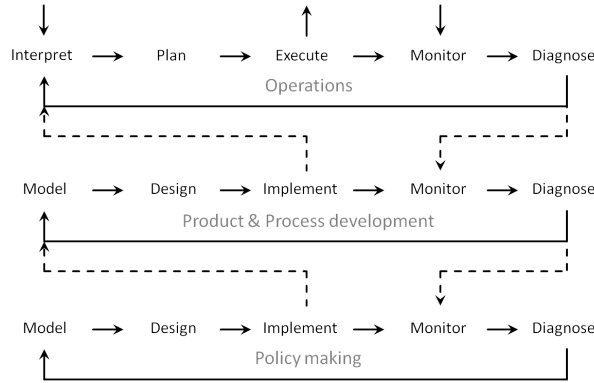 Interpret Plan Execute Monitor Diagnose
Operations
Model Design Implement Monitor Diagnose
Product & Process development
Model Design Implement Monitor Diagnose
Policy making